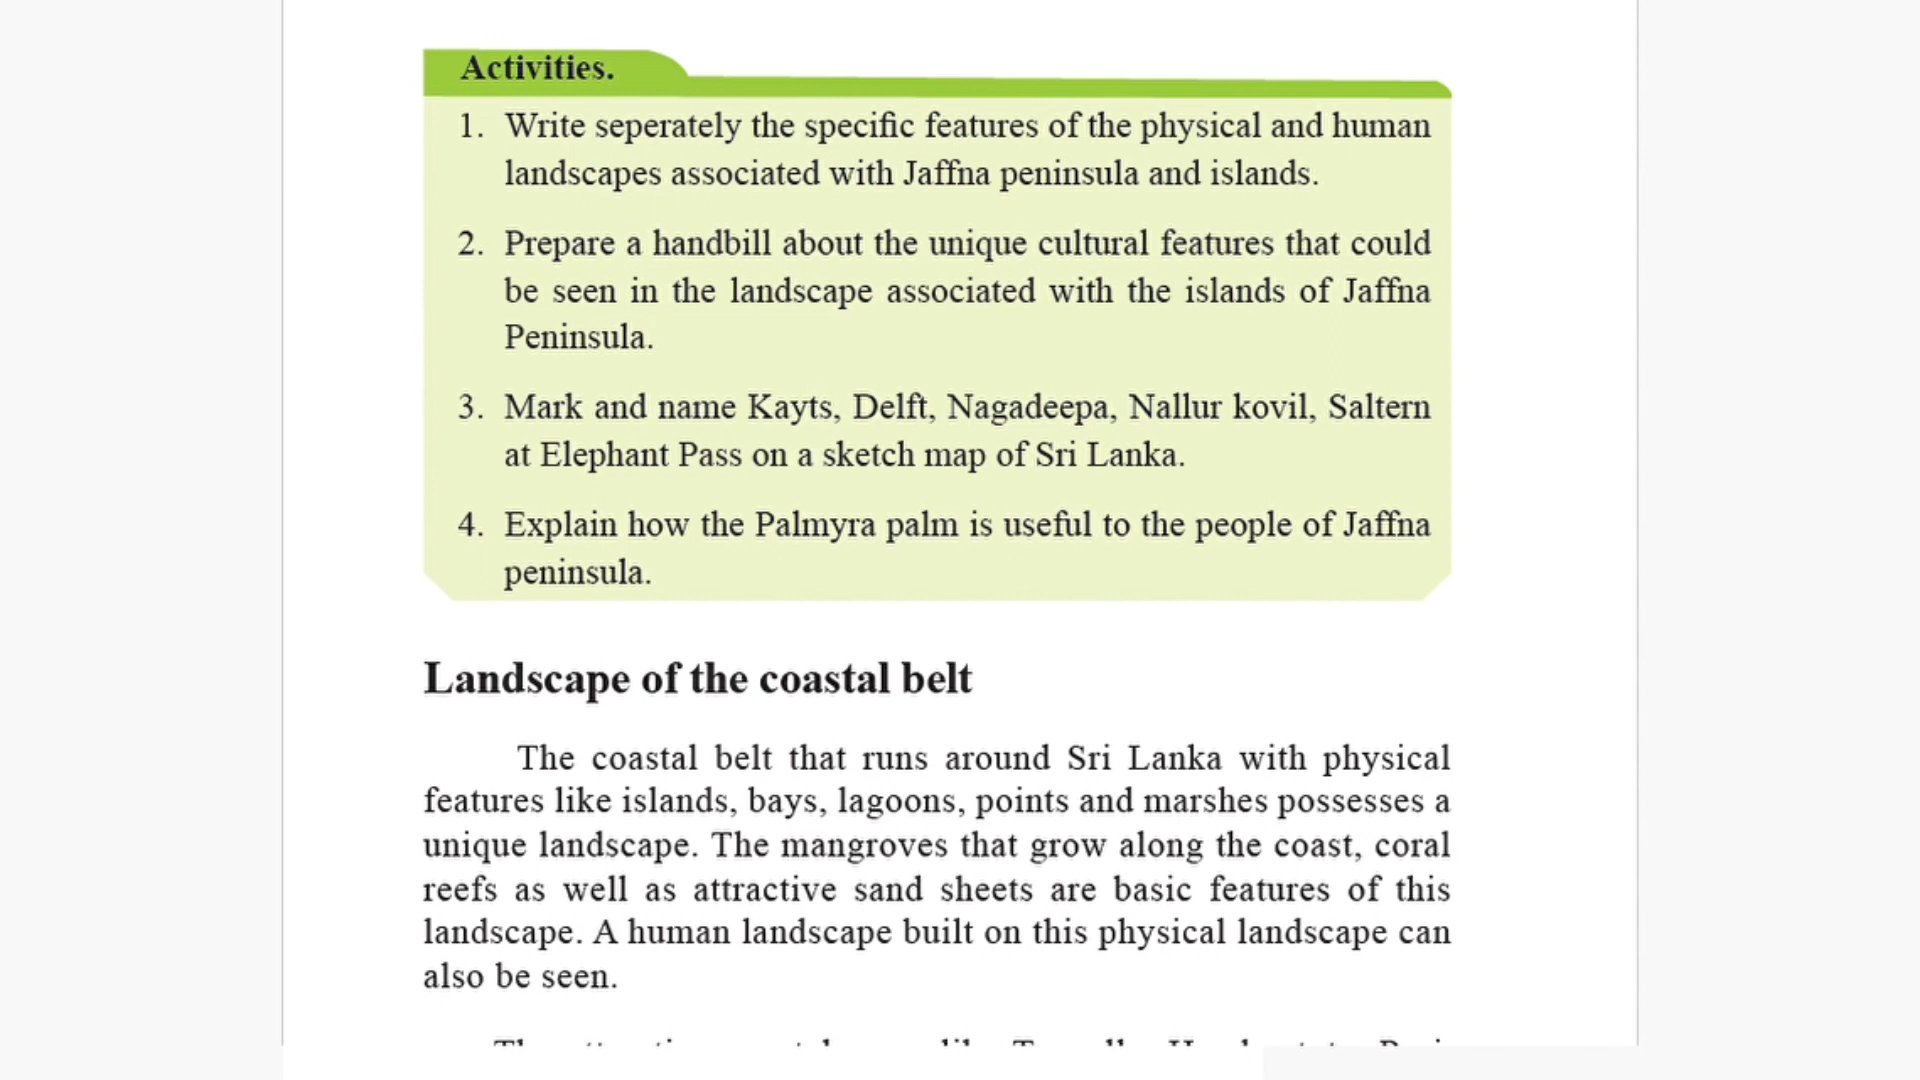 Activities.
1. Write seperately the specific features of the physical and human
landscapes associated with Jaffna peninsula and islands.
2. Prepare a handbill about the unique cultural features that could
be seen in the landscape associated with the islands of Jaffna
Peninsula.
3. Mark and name Kayts, Delft, Nagadeepa, Nallur kovil, Saltern
at Elephant Pass on a sketch map of Sri Lanka.
4. Explain how the Palmyra palm is useful to the people of Jaffna
peninsula.
Landscape of the coastal belt
The coastal belt that runs around Sri Lanka with physical
features like islands, bays, lagoons, points and marshes possesses a
unique landscape. The mangroves that grow along the coast, coral
reefs as well as attractive sand sheets are basic features of this
landscape. A human landscape built on this physical landscape can
also be seen.